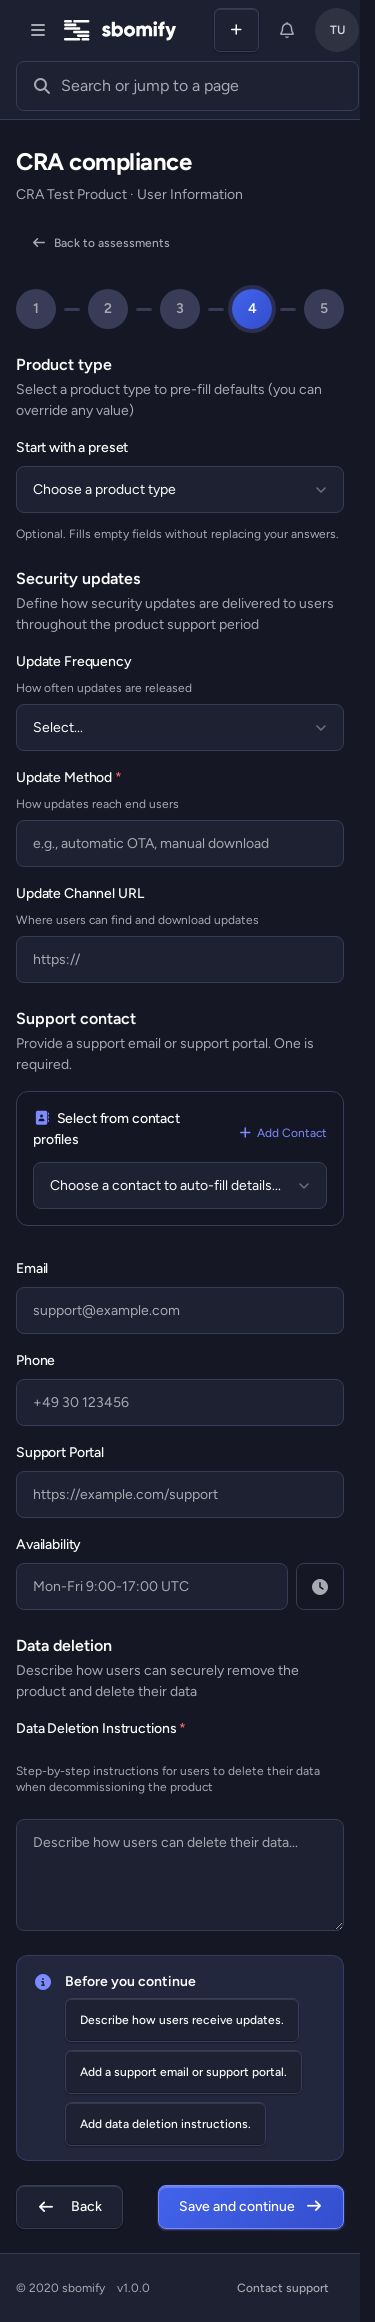 sbomify
TU
Search or jump to a page
CRA compliance
CRA Test Product · User Information
Back to assessments
1 2 3 4 5
Product type
Select a product type to pre-fill defaults (you can
override any value)
Start with a preset
Choose a product type
Optional. Fills empty fields without replacing your answers.
Security updates
Define how security updates are delivered to users
throughout the product support period
Update Frequency
How often updates are released
Select...
Update Method *
How updates reach end users
e.g., automatic OTA, manual download
Update Channel URL
Where users can find and download updates
https://
Support contact
Provide a support email or support portal. One is
required.
Select from contact
profiles
Add Contact
Choose a contact to auto-fill details...
Email
support@example.com
Phone
+49 30 123456
Support Portal
https://example.com/support
Availability
Mon-Fri 9:00-17:00 UTC
Data deletion
Describe how users can securely remove the
product and delete their data
Data Deletion Instructions *
Step-by-step instructions for users to delete their data
when decommissioning the product
Describe how users can delete their data...
Before you continue
Describe how users receive updates.
Add a support email or support portal.
Add data deletion instructions.
Back
Save and continue
© 2020 sbomify v1.0.0
Contact support